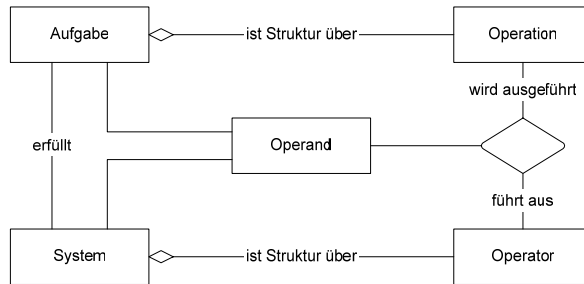 Aufgabe
ist Struktur über
Operation
wird ausgeführt
erfüllt
Operand
führt aus
System
ist Struktur über
Operator